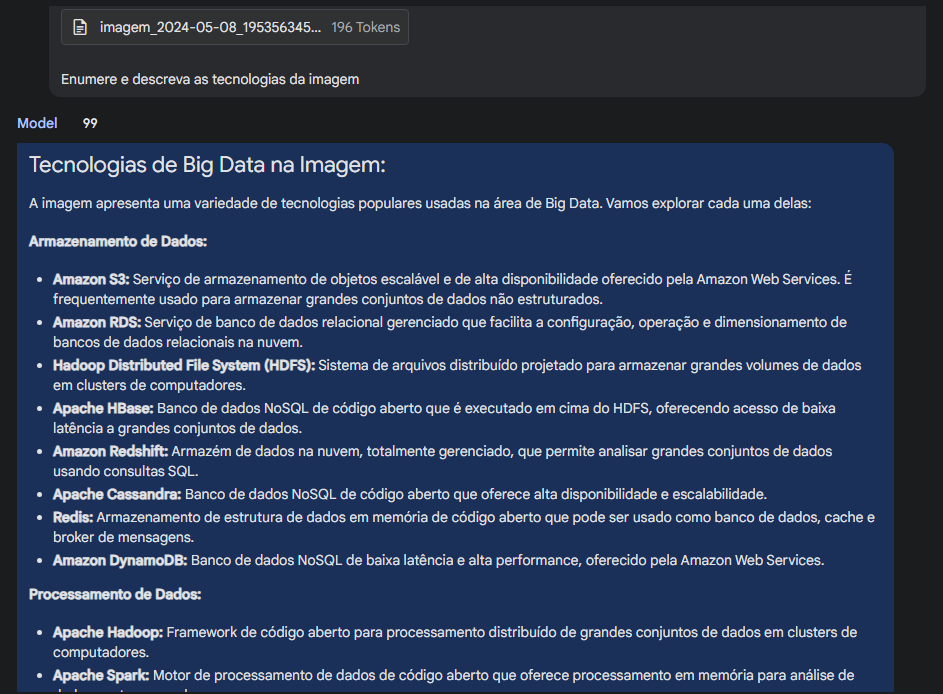 imagem_2024-05-08_195356345... 196 Tokens
Enumere e descreva as tecnologias da imagem
Model 99
Tecnologias de Big Data na Imagem:
A imagem apresenta uma variedade de tecnologias populares usadas na área de Big Data. Vamos explorar cada uma delas:
Armazenamento de Dados:
• Amazon S3: Serviço de armazenamento de objetos escalável e de alta disponibilidade oferecido pela Amazon Web Services. É
frequentemente usado para armazenar grandes conjuntos de dados não estruturados.
• Amazon RDS: Serviço de banco de dados relacional gerenciado que facilita a configuração, operação e dimensionamento de
bancos de dados relacionais na nuvem.
• Hadoop Distributed File System (HDFS): Sistema de arquivos distribuído projetado para armazenar grandes volumes de dados
em clusters de computadores.
• Apache HBase: Banco de dados NoSQL de código aberto que é executado em cima do HDFS, oferecendo acesso de baixa
latência a grandes conjuntos de dados.
• Amazon Redshift: Armazém de dados na nuvem, totalmente gerenciado, que permite analisar grandes conjuntos de dados
usando consultas SQL.
• Apache Cassandra: Banco de dados NoSQL de código aberto que oferece alta disponibilidade e escalabilidade.
• Redis: Armazenamento de estrutura de dados em memória de código aberto que pode ser usado como banco de dados, cache e
broker de mensagens.
• Amazon DynamoDB: Banco de dados NoSQL de baixa latência e alta performance, oferecido pela Amazon Web Services.
Processamento de Dados:
• Apache Hadoop: Framework de código aberto para processamento distribuído de grandes conjuntos de dados em clusters de
computadores.
• Apache Spark: Motor de processamento de dados de código aberto que oferece processamento em memória para análise de